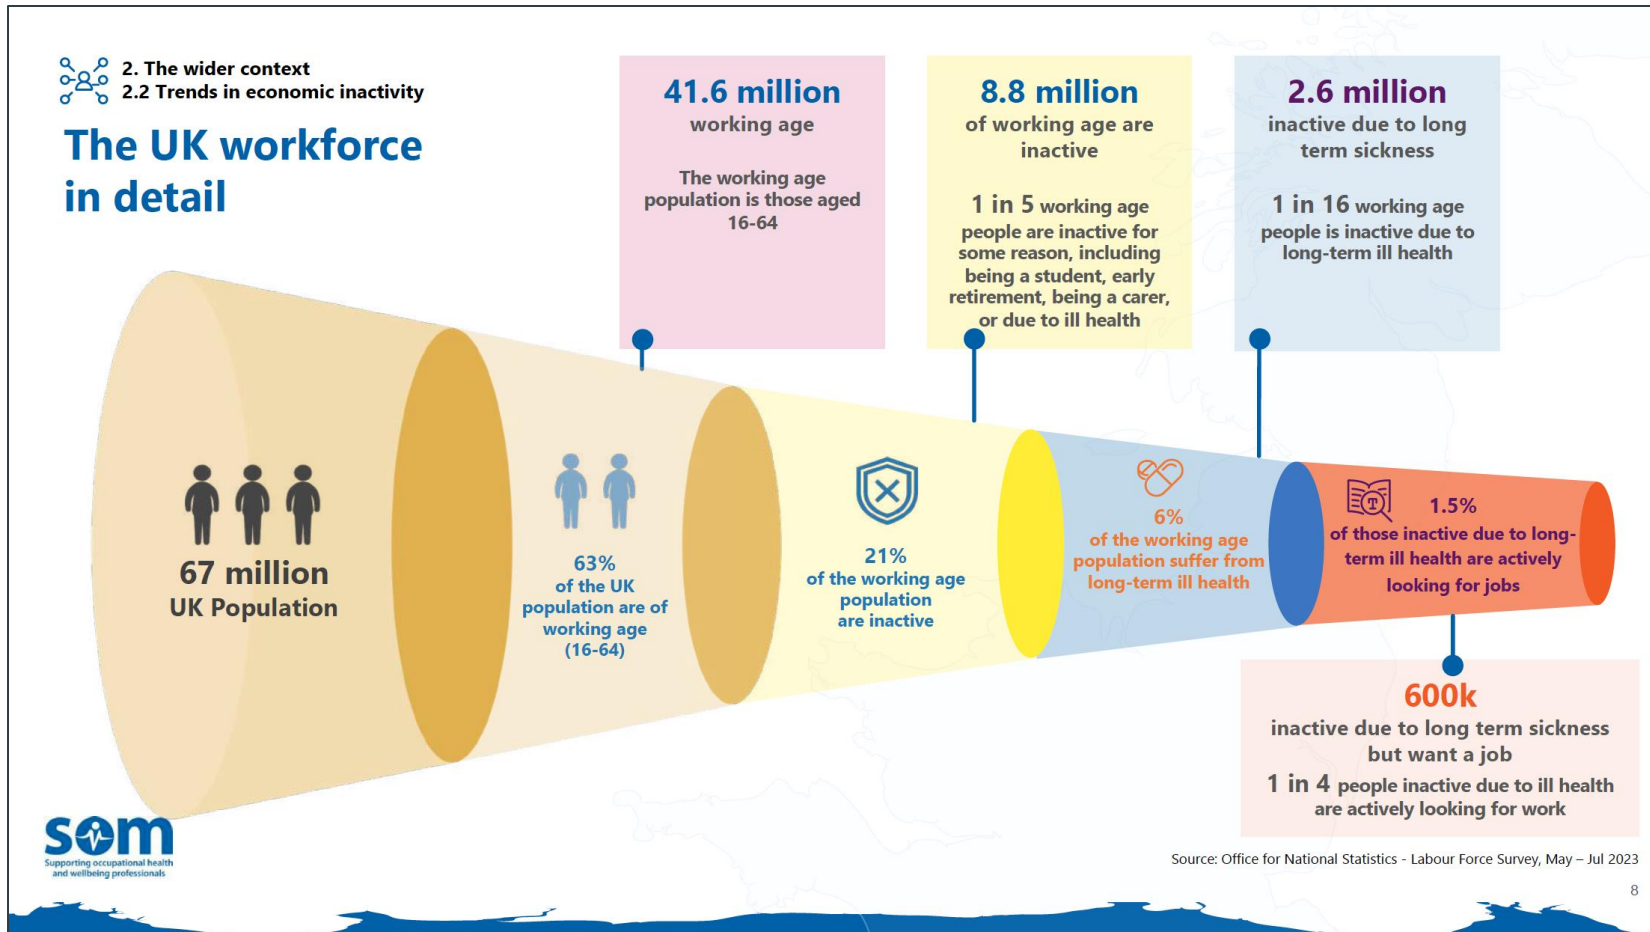 2. The wider context
2.2 Trends in economic inactivity
The UK workforce
in detail
41.6 million
working age
The working age
population is those aged
16-64
8.8 million
of working age are
inactive
1 in 5 working age
people are inactive for
some reason, including
being a student, early
retirement, being a carer,
or due to ill health
2.6 million
inactive due to long
term sickness
1 in 16 working age
people is inactive due to
long-term ill health
67 million
UK Population
63%
of the UK
population are of
working age
(16-64)
21%
of the working age
population
are inactive
6%
of the working age
population suffer from
long-term ill health
T
1.5%
of those inactive due to long-
term ill health are actively
looking for jobs
600k
inactive due to long term sickness
but want a job
1 in 4 people inactive due to ill health
are actively looking for work
som
Supporting occupational health
and wellbeing professionals
Source: Office for National Statistics - Labour Force Survey, May – Jul 2023
8